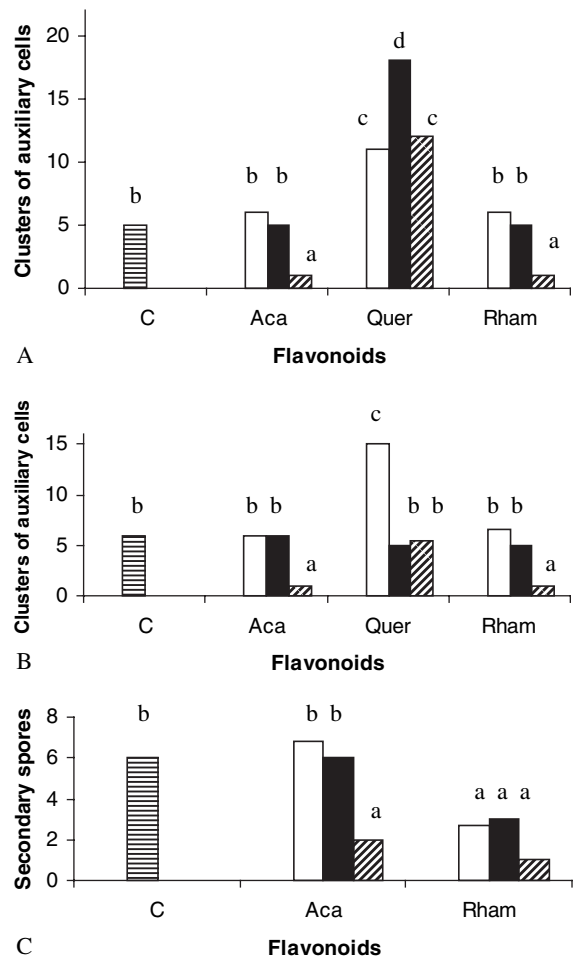 Clusters of auxiliary cells
20
15
10
5
0
b
b b
a
c
d
c
b b
a
C Aca Quer Rham
A
Flavonoids
Clusters of auxiliary cells
15
10
5
0
b
b b
a
c
b b
b b
a
C Aca Quer Rham
B
Flavonoids
Secondary spores
8
6
4
2
0
b
b b
a
a a a
C Aca Rham
C
Flavonoids